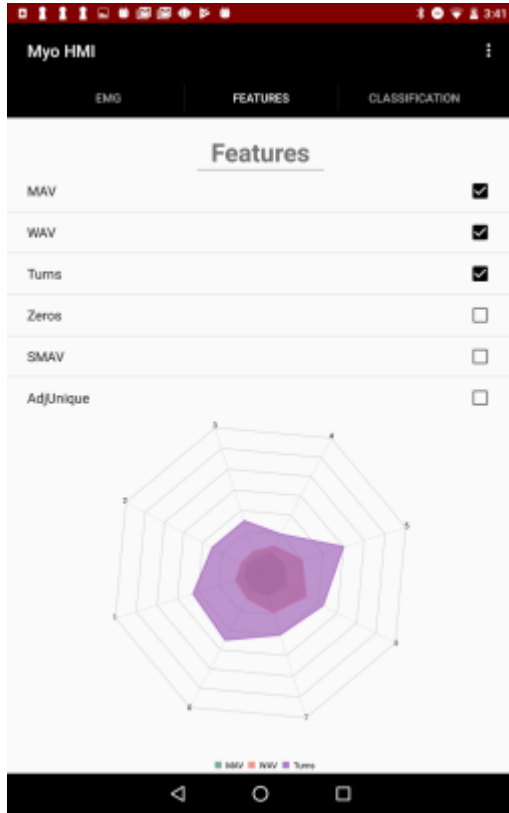 3:41
Myo HMI
EMG FEATURES CLASSIFICATION
Features
MAV
WAV
Turns
Zeros
SMAV
AdjUnique
3
4
2
5
1
6
8
7
MAV WAV Turns